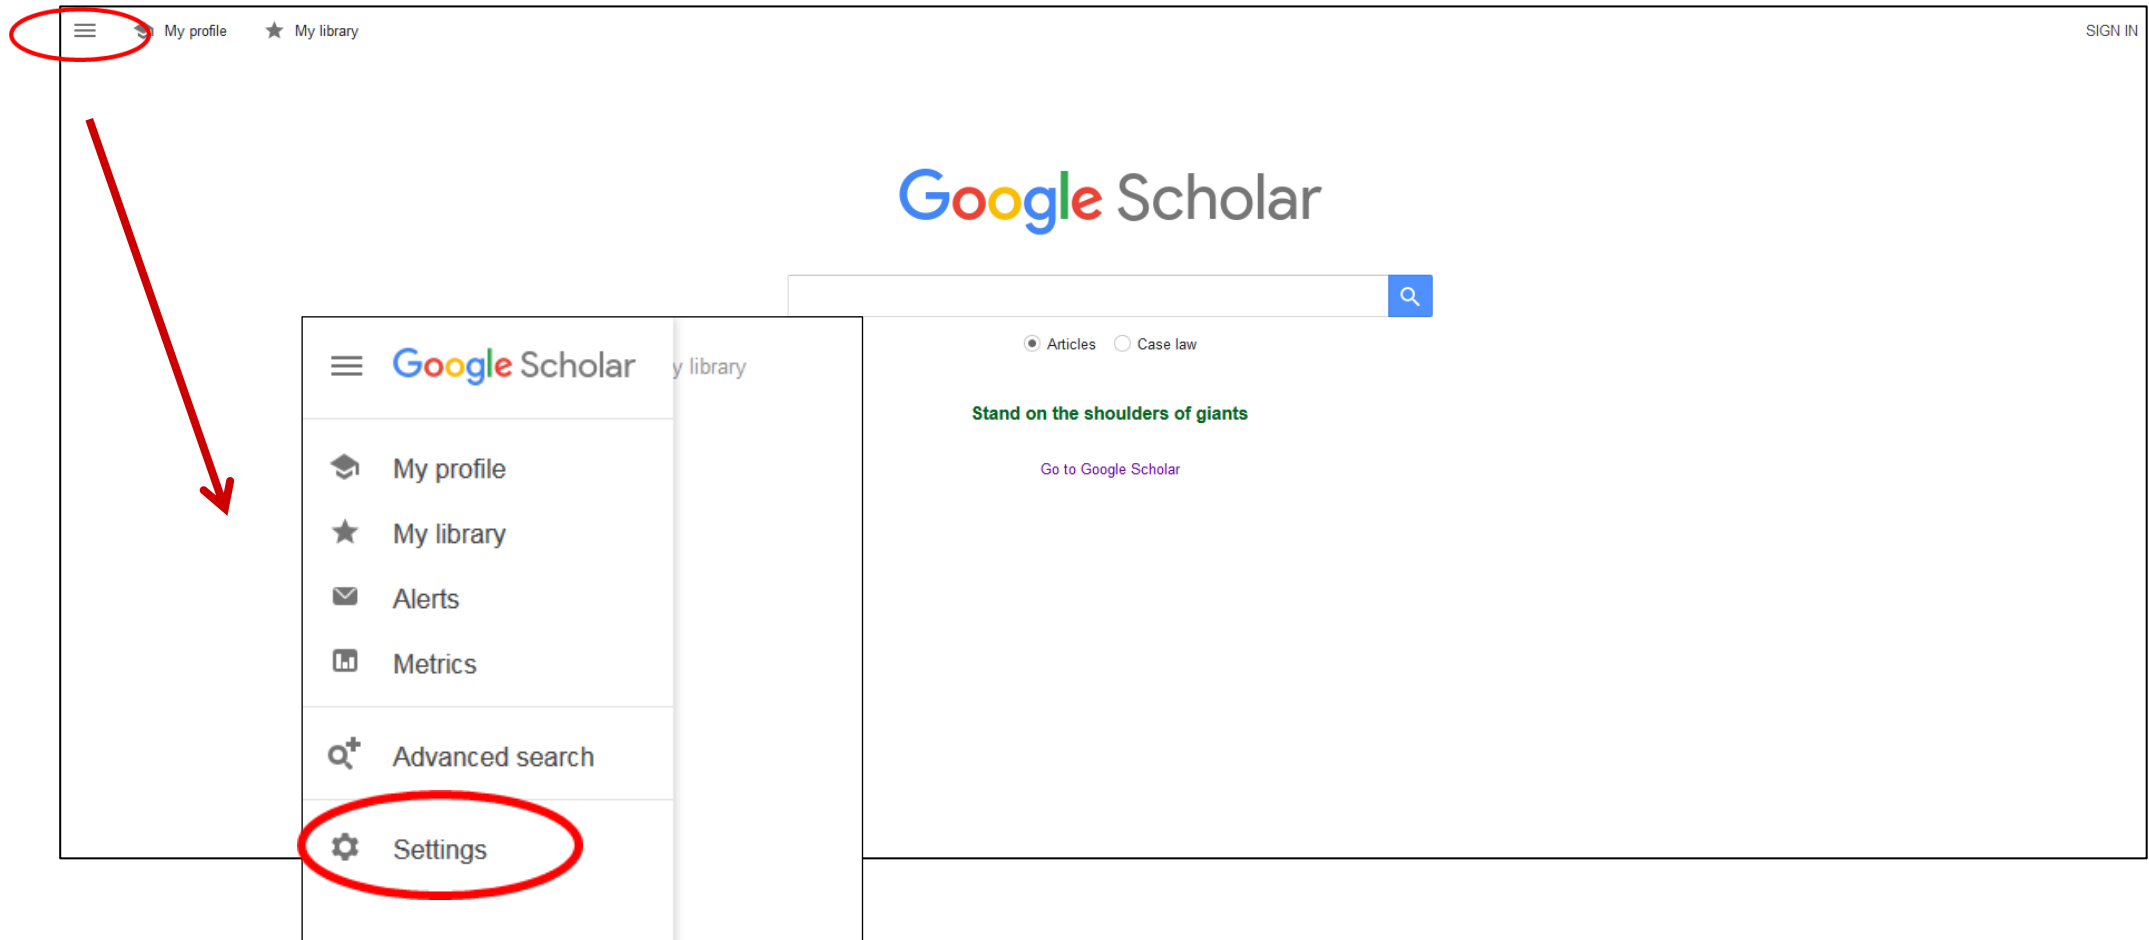 My profile
My library
SIGN IN
Google Scholar
Articles
Case law
Stand on the shoulders of giants
Go to Google Scholar
Google Scholar
y library
My profile
My library
Alerts
Metrics
Advanced search
Settings